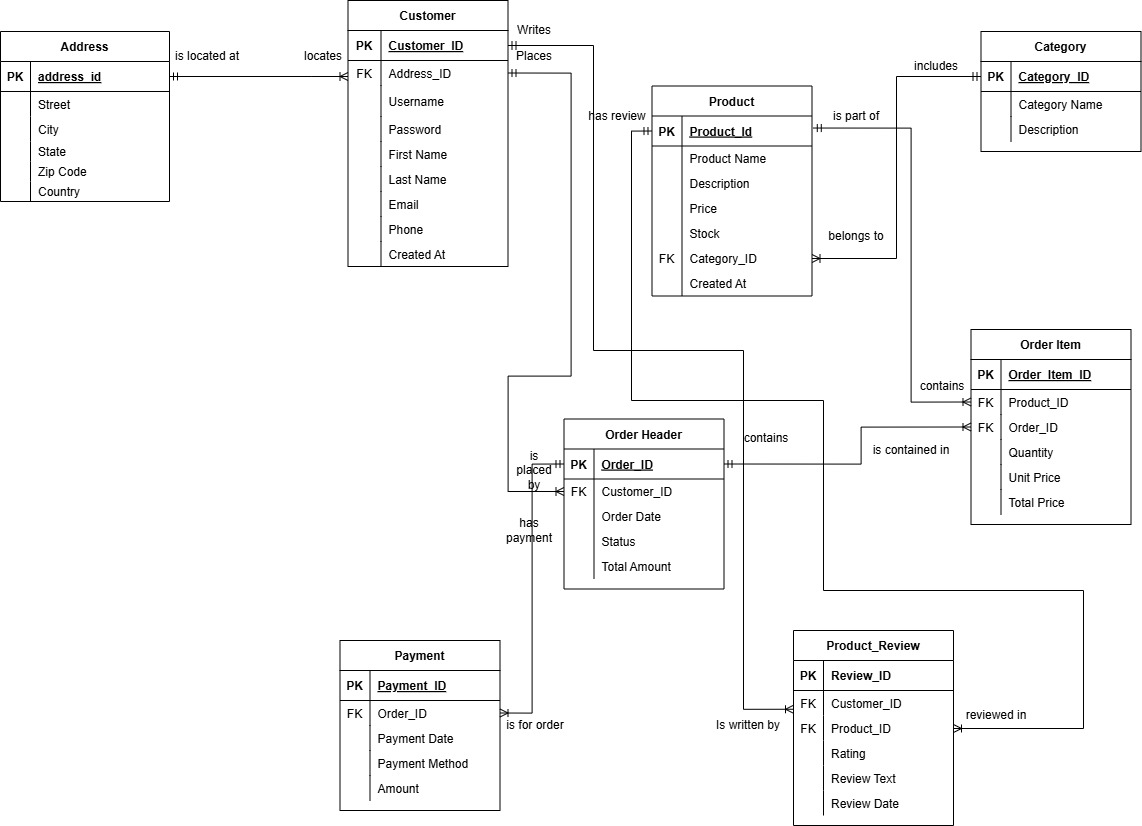 Address
PK address_id
Street
City
State
Zip Code
Country
is located at
locates
Customer
PK Customer_ID
FK Address_ID
Username
Password
First Name
Last Name
Email
Phone
Created At
Writes
Places
has review
Product
PK Product_Id
Product Name
Description
Price
Stock
FK Category_ID
Created At
is part of
includes
belongs to
Category
PK Category_ID
Category Name
Description
Order Item
PK Order_Item_ID
FK Product_ID
FK Order_ID
Quantity
Unit Price
Total Price
contains
is contained in
contains
Order Header
PK Order_ID
FK Customer_ID
Order Date
Status
Total Amount
is
placed
by
has
payment
Payment
PK Payment_ID
FK Order_ID
Payment Date
Payment Method
Amount
is for order
Product_Review
PK Review_ID
FK Customer_ID
FK Product_ID
Rating
Review Text
Review Date
Is written by
reviewed in